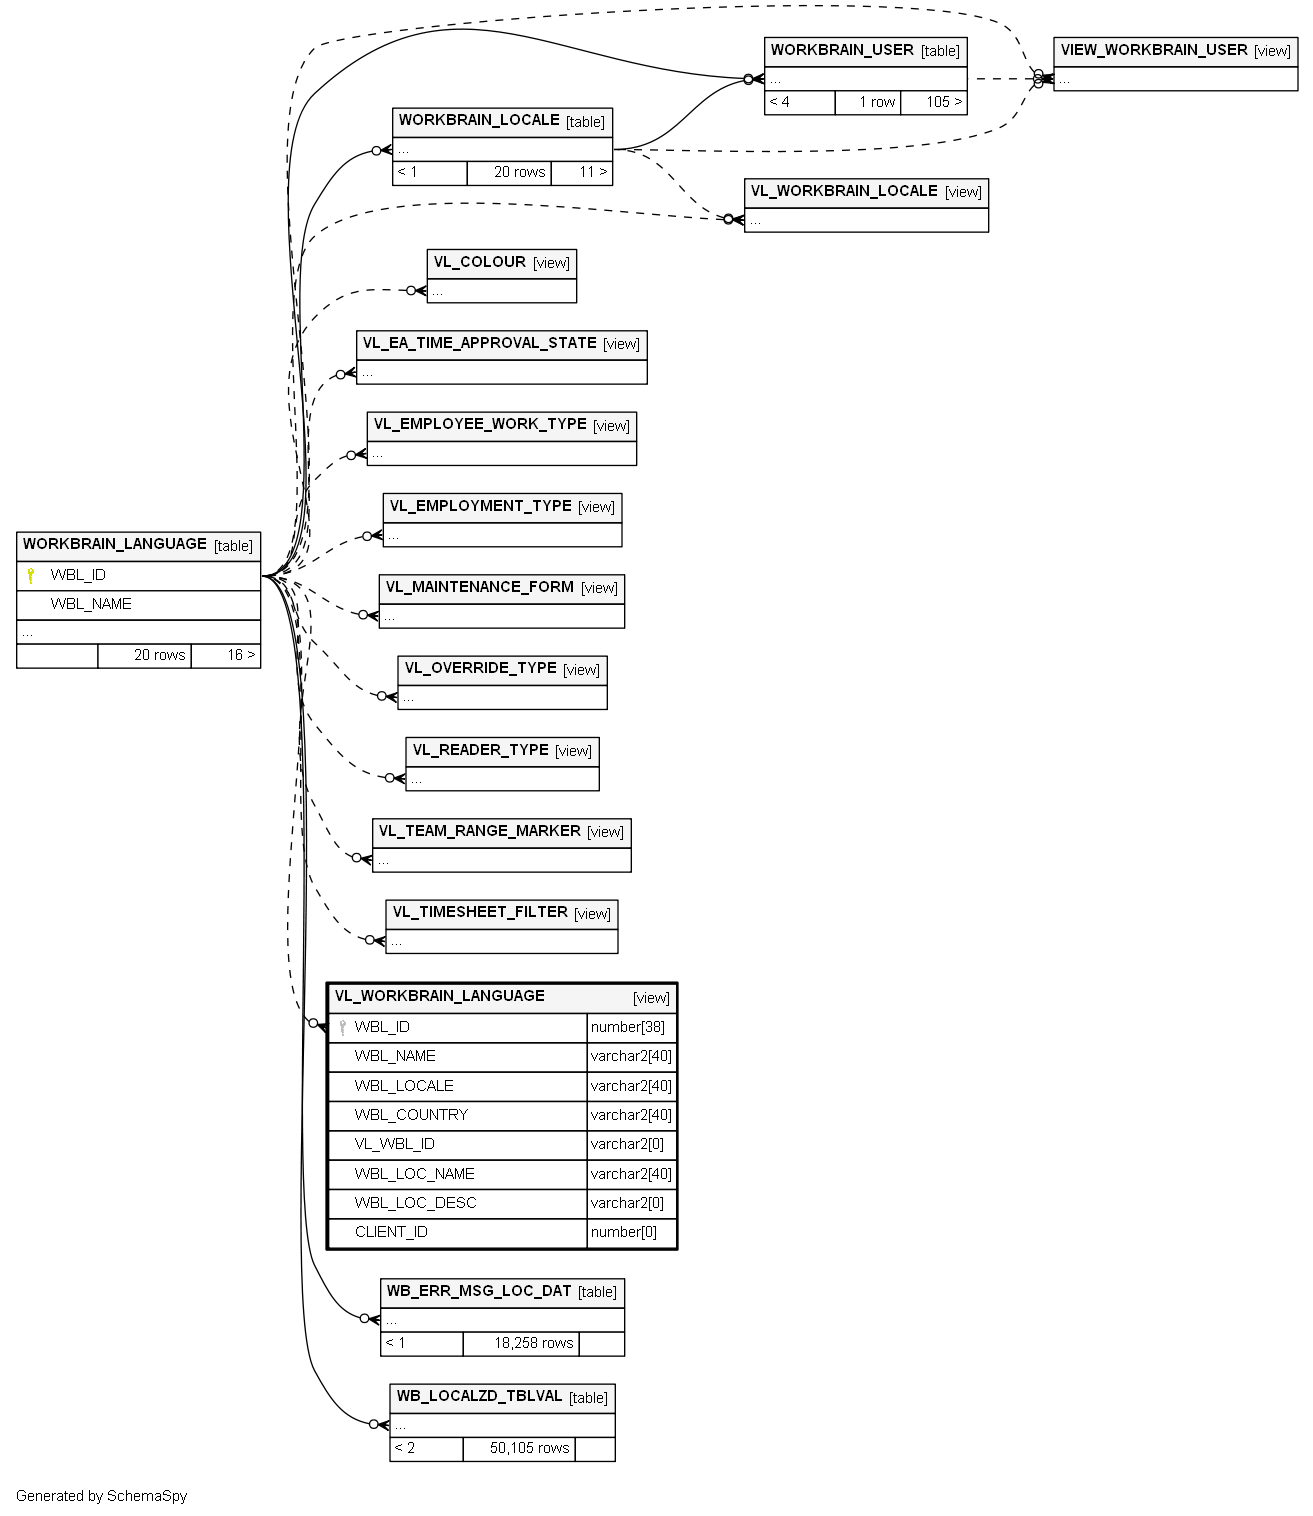 WORKBRAIN_USER [table]
...
< 4 1 row 105 >
VIEW_WORKBRAIN_USER [view]
...
WORKBRAIN_LOCALE [table]
...
< 1 20 rows 11 >
VL_WORKBRAIN_LOCALE [view]
...
VL_COLOUR [view]
...
VL_EA_TIME_APPROVAL_STATE [view]
...
VL_EMPLOYEE_WORK_TYPE [view]
...
VL_EMPLOYMENT_TYPE [view]
...
WORKBRAIN_LANGUAGE [table]
WBL_ID
WBL_NAME
...
20 rows 16 >
VL_MAINTENANCE_FORM [view]
...
VL_OVERRIDE_TYPE [view]
...
VL_READER_TYPE [view]
...
VL_TEAM_RANGE_MARKER [view]
...
VL_TIMESHEET_FILTER [view]
...
VL_WORKBRAIN_LANGUAGE [view]
WBL_ID number[38]
WBL_NAME varchar2[40]
WBL_LOCALE varchar2[40]
WBL_COUNTRY varchar2[40]
VL_WBL_ID varchar2[0]
WBL_LOC_NAME varchar2[40]
WBL_LOC_DESC varchar2[0]
CLIENT_ID number[0]
WB_ERR_MSG_LOC_DAT [table]
...
< 1 18,258 rows
WB_LOCALZD_TBLVAL [table]
...
< 2 50,105 rows
Generated by SchemaSpy